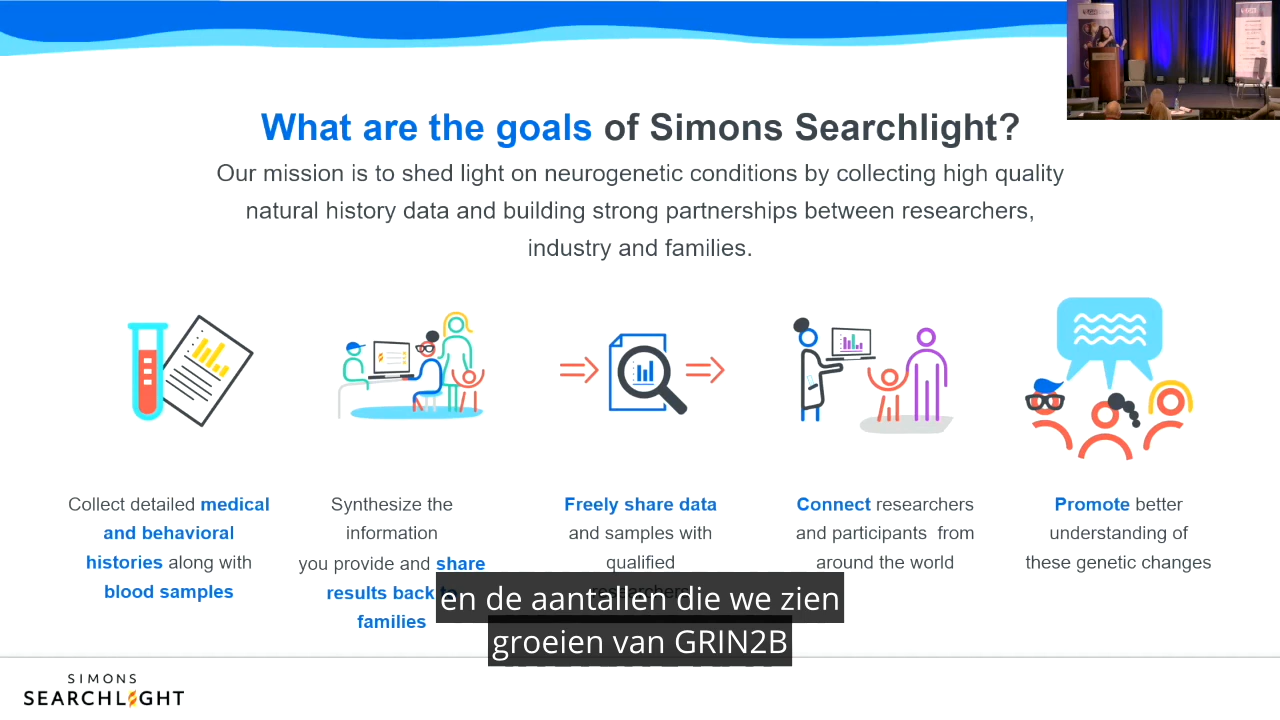 What are the goals of Simons Searchlight?
Our mission is to shed light on neurogenetic conditions by collecting high quality
natural history data and building strong partnerships between researchers,
industry and families.
Collect detailed medical
and behavioral
histories along with
blood samples
Synthesize the
information
you provide and share
results back to
families
Freely share data
and samples with
qualified
researchers
Connect researchers
and participants from
around the world
Promote better
understanding of
these genetic changes
en de aantallen die we zien
groeien van GRIN2B
SIMONS
SEARCHLIGHT